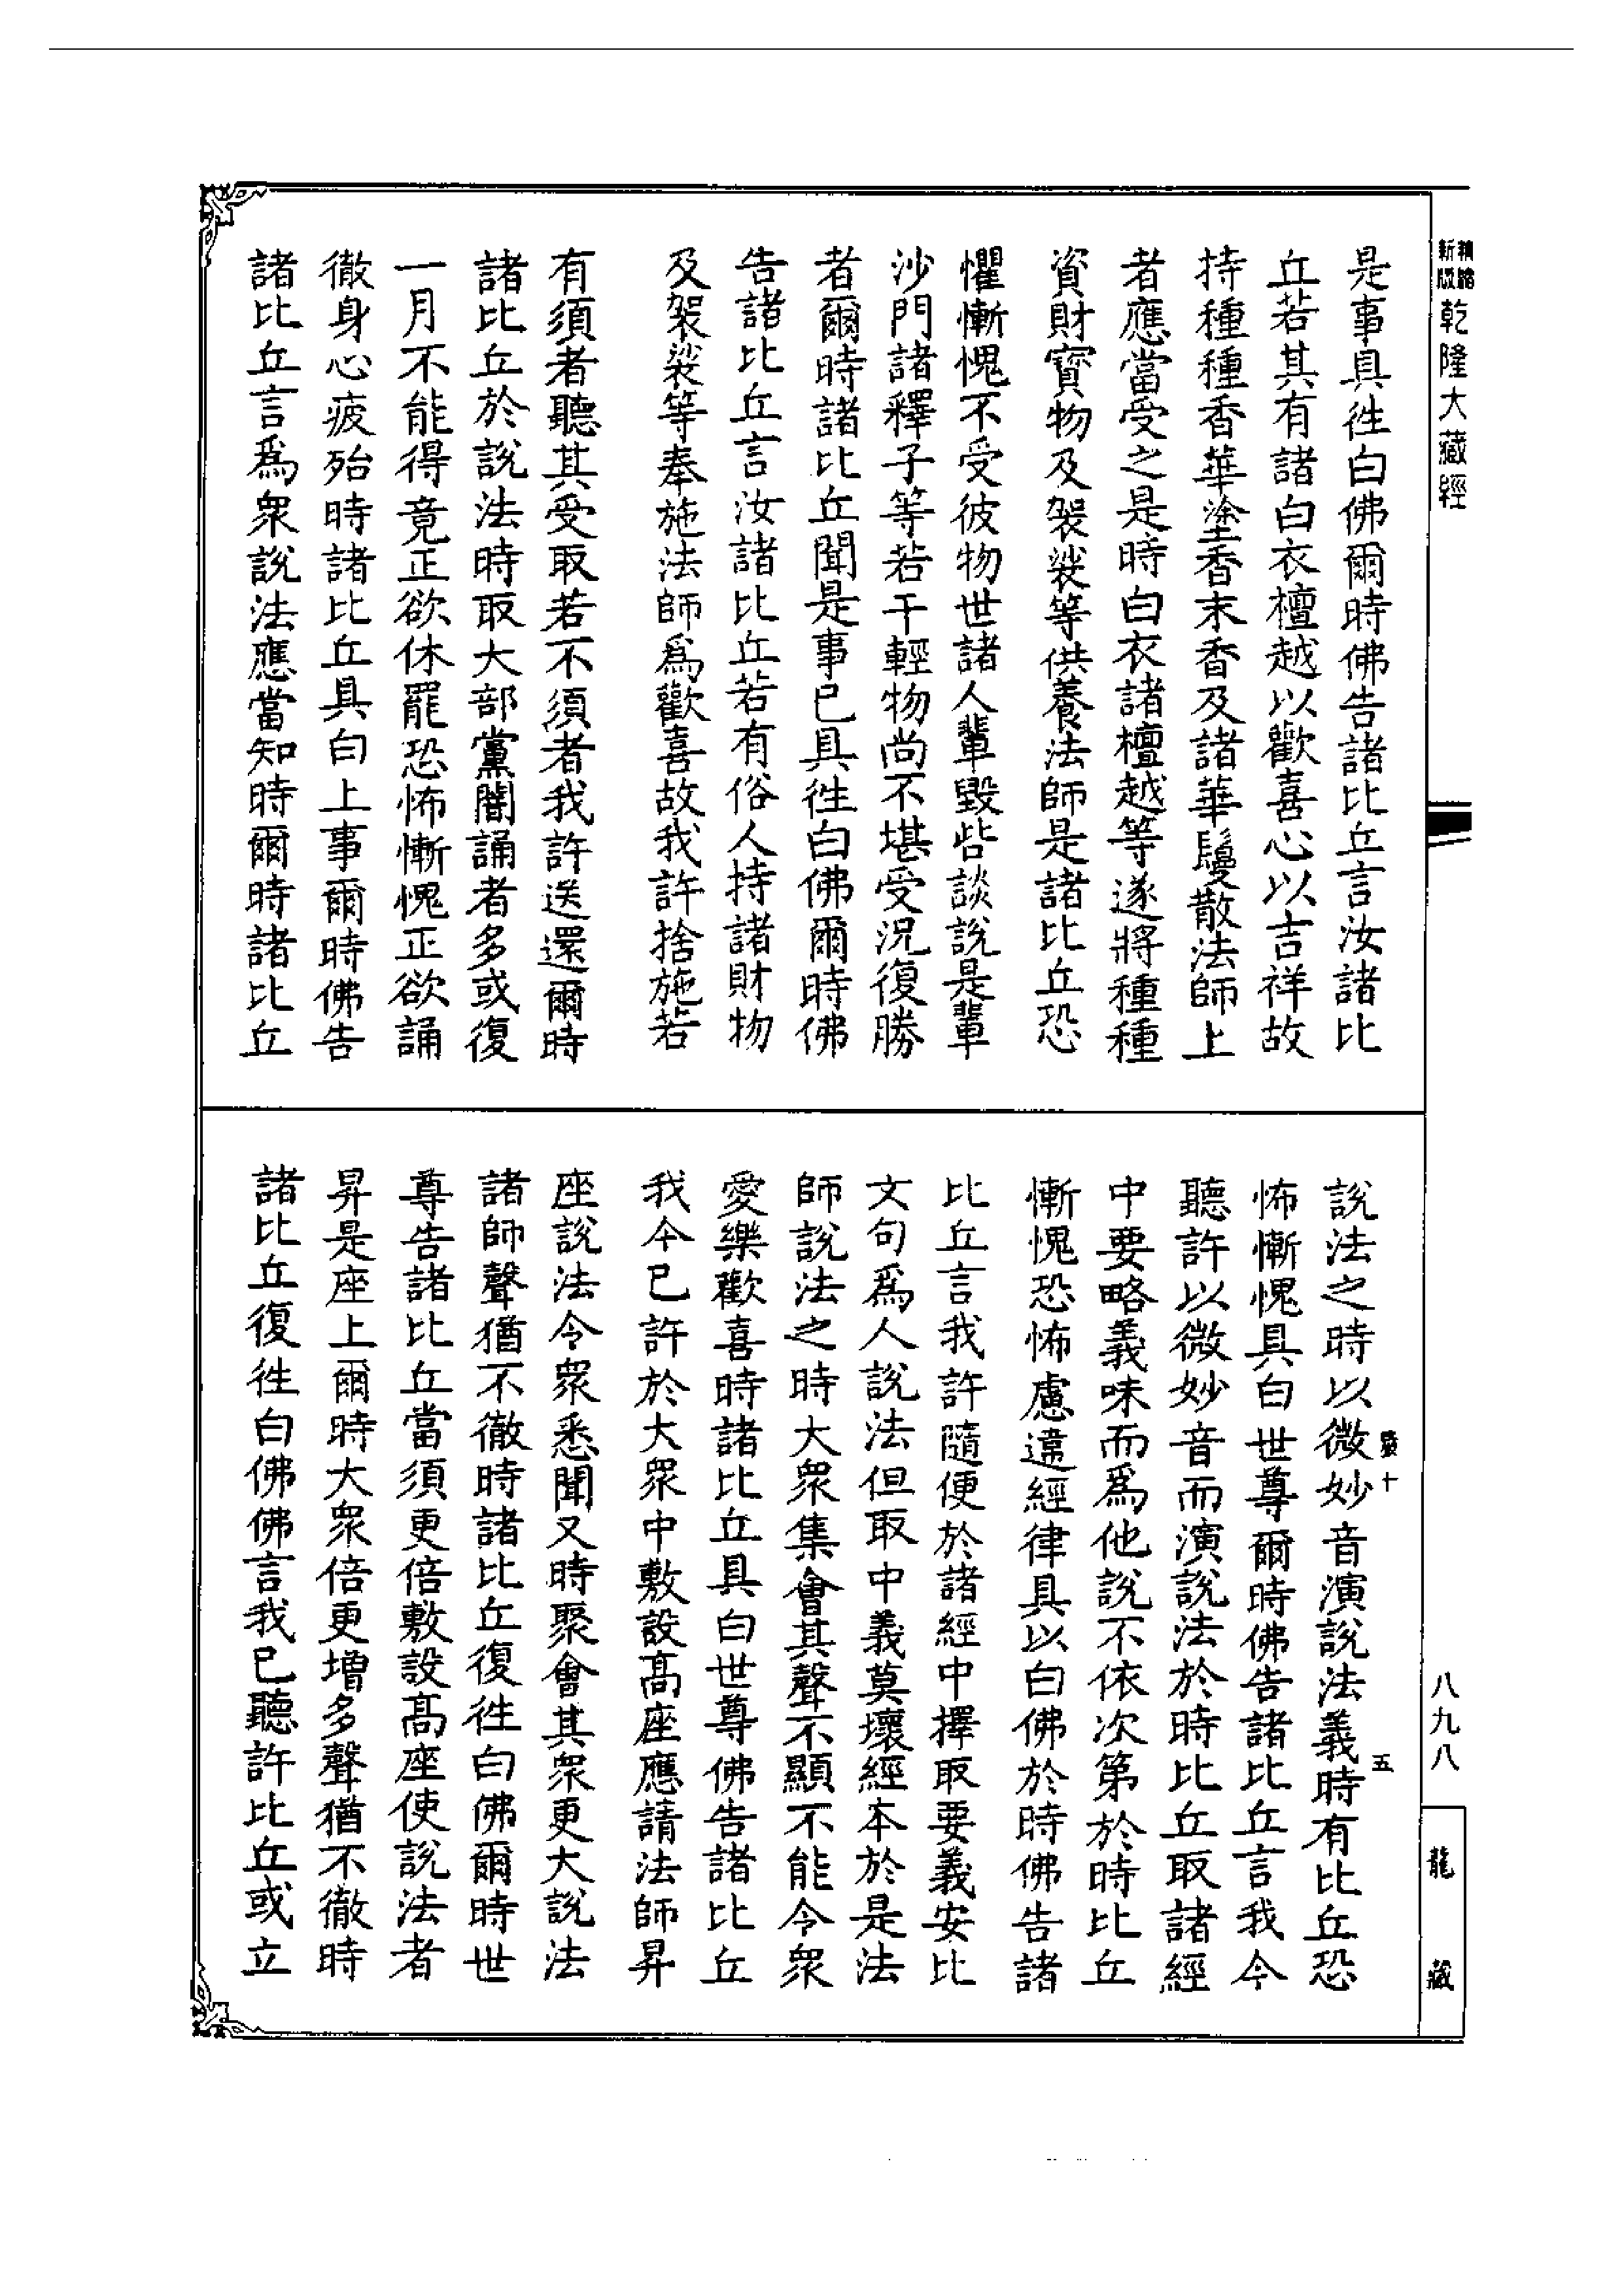 精縮新版乾隆大藏經
是事具徃白佛爾時佛告諸比丘言汝諸比
丘若其有諸白衣檀越以歡喜心以吉祥故
持種種香華塗香末香及諸華鬘散法師上
者應當受之是時白衣諸檀越等遂將種種
資財寶物及袈裟等供養法師是諸比丘恐
懼慚愧不受彼物世諸人輩毀呰談說是輩
沙門諸釋子等若干輕物尚不堪受況復勝
者爾時諸比丘聞是事已具徃白佛爾時佛
告諸比丘言汝諸比丘若有俗人持諸財物
及袈裟等奉施法師爲歡喜故我許捨施若
有須者聽其受取若不須者我許送還爾時
諸比丘於說法時取大部黨闇誦者多或復
一月不能得竟正欲休罷恐怖慚愧正欲誦
徹身心疲殆時諸比丘具白上事爾時佛告
諸比丘言爲衆說法應當知時爾時諸比丘
說法之時以微妙音演說法義時有比丘恐
怖慚愧具白世尊爾時佛告諸比丘言我今
聽許以微妙音而演說法於時比丘取諸經
中要略義味而爲他說不依次第於時比丘
慚愧恐怖慮違經律具以白佛於時佛告諸
比丘言我許隨便於諸經中擇取要義安比
文句爲人說法但取中義莫壞經本於是法
師說法之時大衆集會其聲不顯不能令衆
愛樂歡喜時諸比丘具白世尊佛告諸比丘
我今已許於大衆中敷設高座應請法師昇
座說法令衆悉聞又時聚會其衆更大說法
諸師聲猶不徹時諸比丘復徃白佛爾時世
尊告諸比丘當須更倍敷設高座使說法者
昇是座上爾時大衆倍更增多聲猶不徹時
諸比丘復徃白佛佛言我已聽許比丘或立
十
五
八九八
龍藏